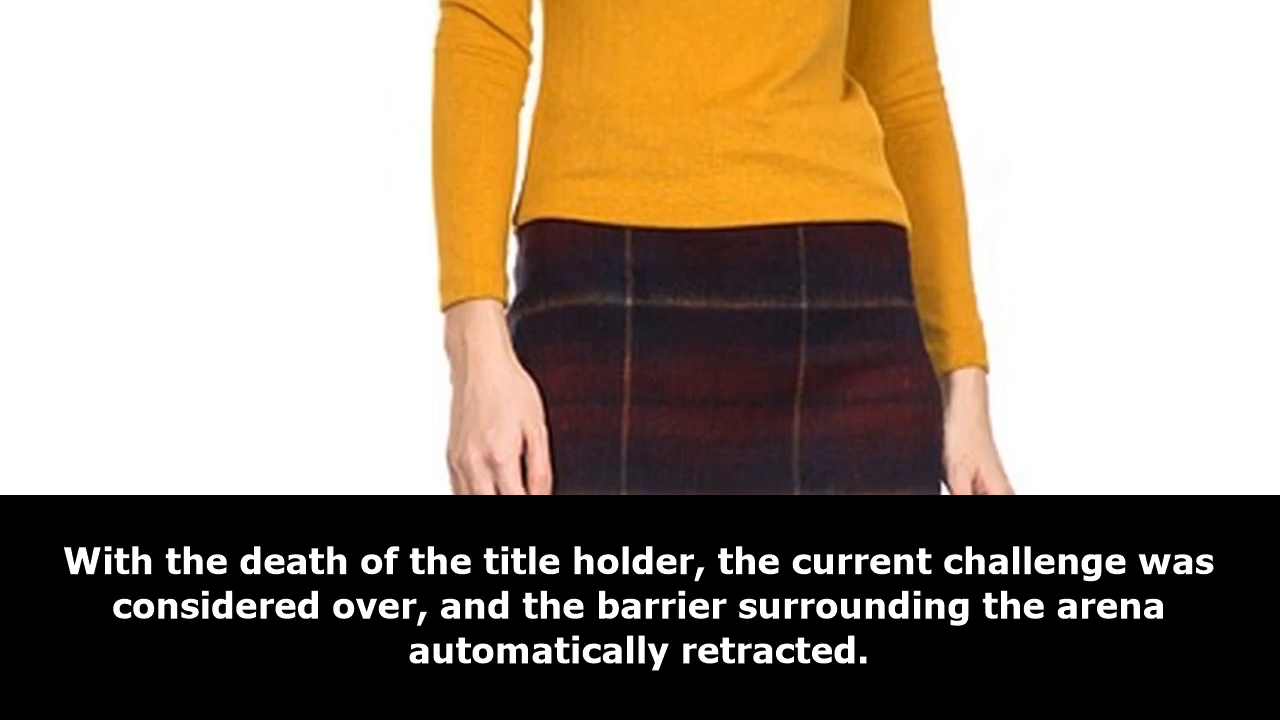 With the death of the title holder, the current challenge was
considered over, and the barrier surrounding the arena
automatically retracted.